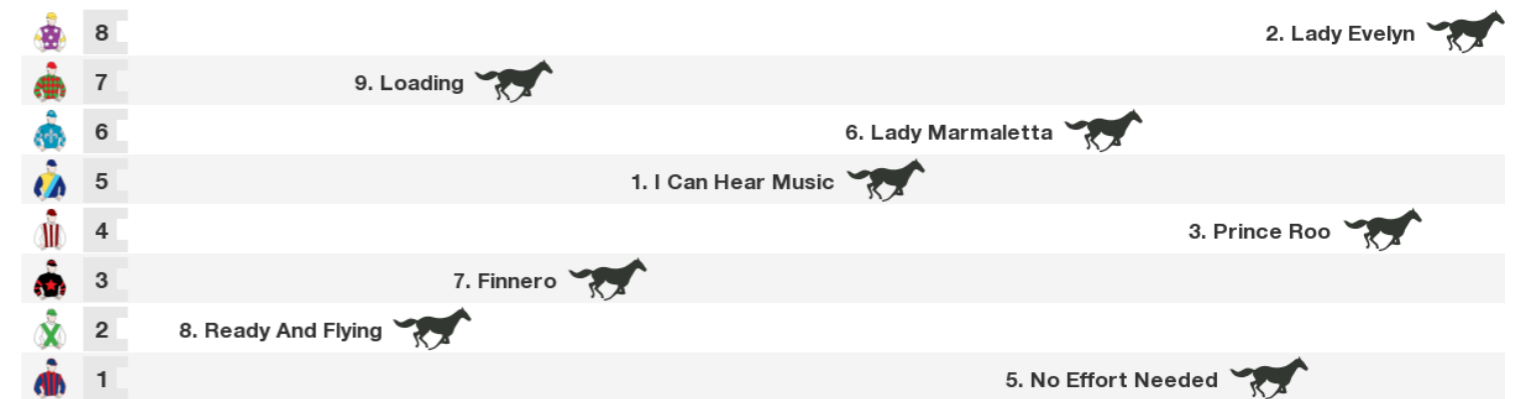 8 2. Lady Evelyn
7 9. Loading
6 6. Lady Marmaletta
5 1. I Can Hear Music
4 3. Prince Roo
3 7. Finnero
2 8. Ready And Flying
1 5. No Effort Needed